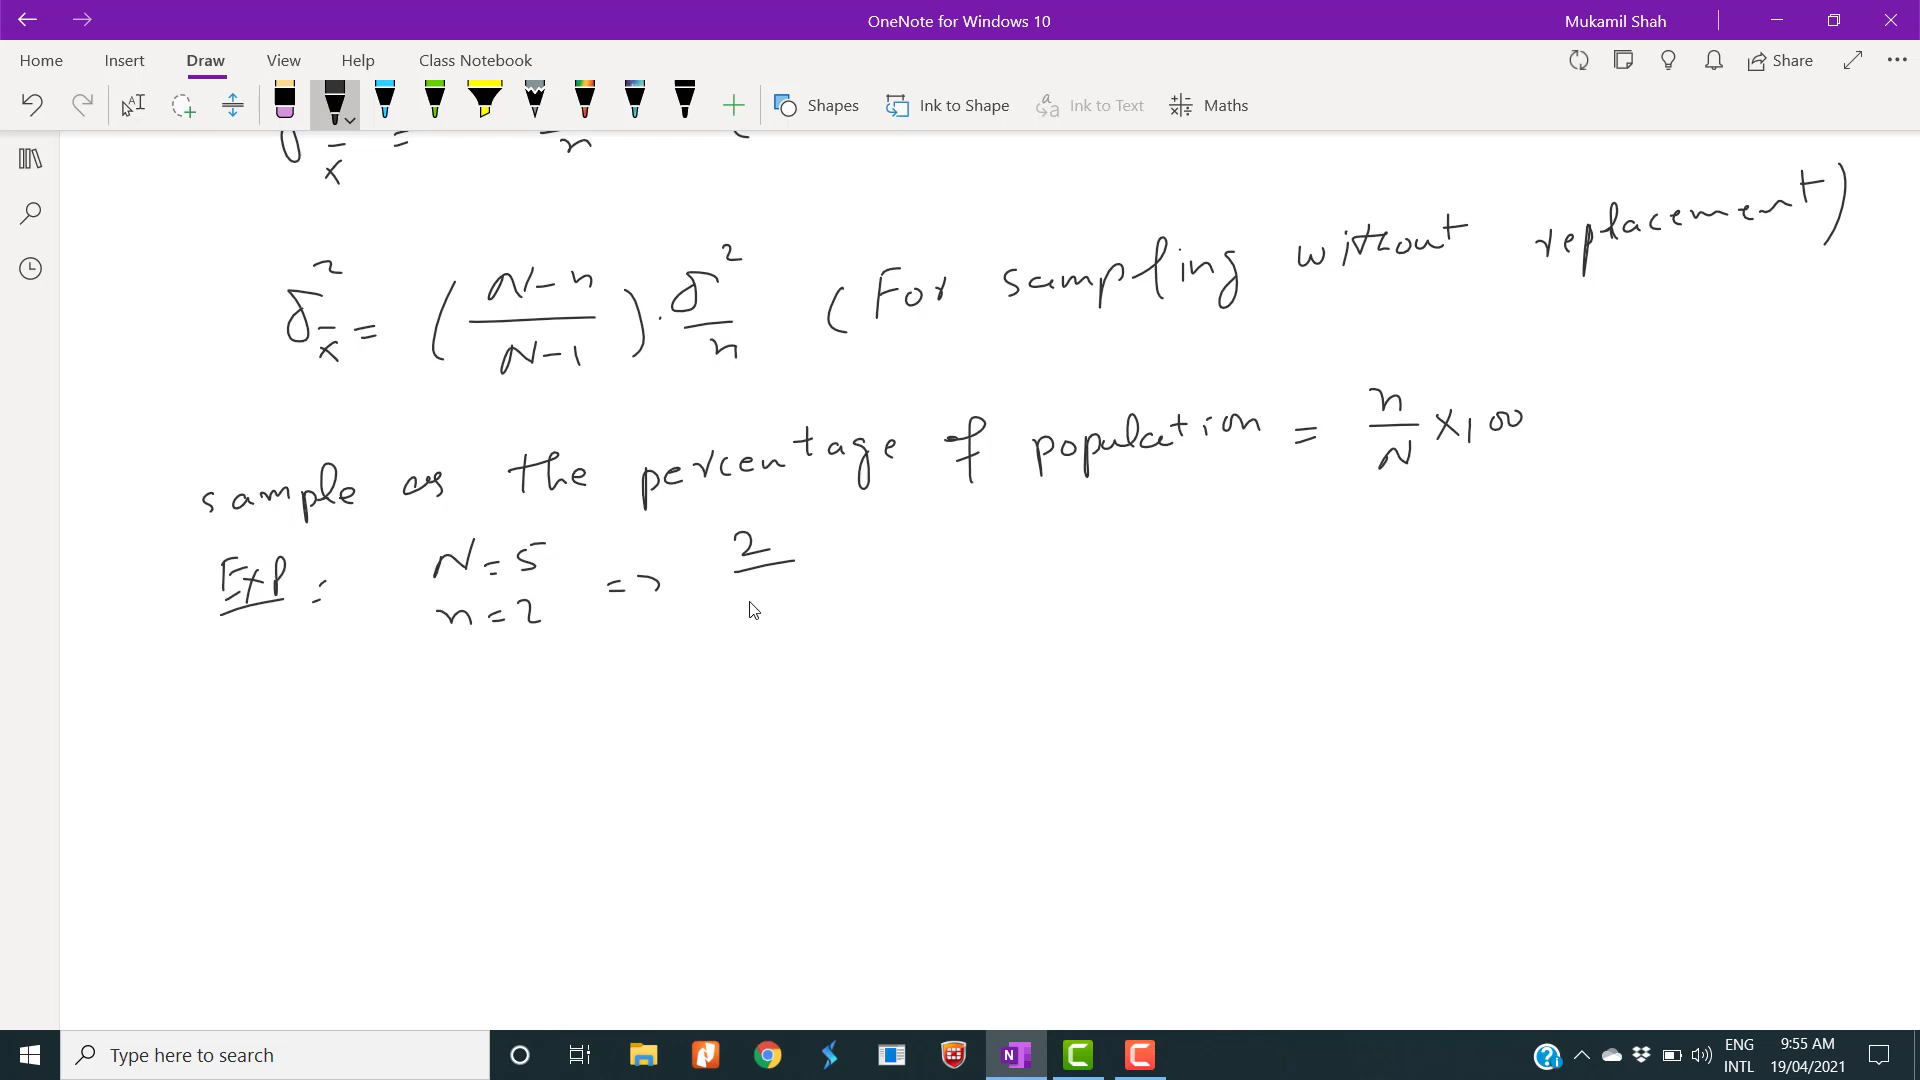 OneNote for Windows 10
Mukamil Shah
Home Insert Draw View Help Class Notebook Share
Shapes Ink to Shape Ink to Text Maths
σ x̄ = n (
σ² x̄ = (N-n / N-1) . σ² / n (For sampling without replacement)
sample as the percentage of population = n/N × 100
Exp : N = 5 => 2
n = 2
Type here to search
ENG 9:55 AM
INTL 19/04/2021